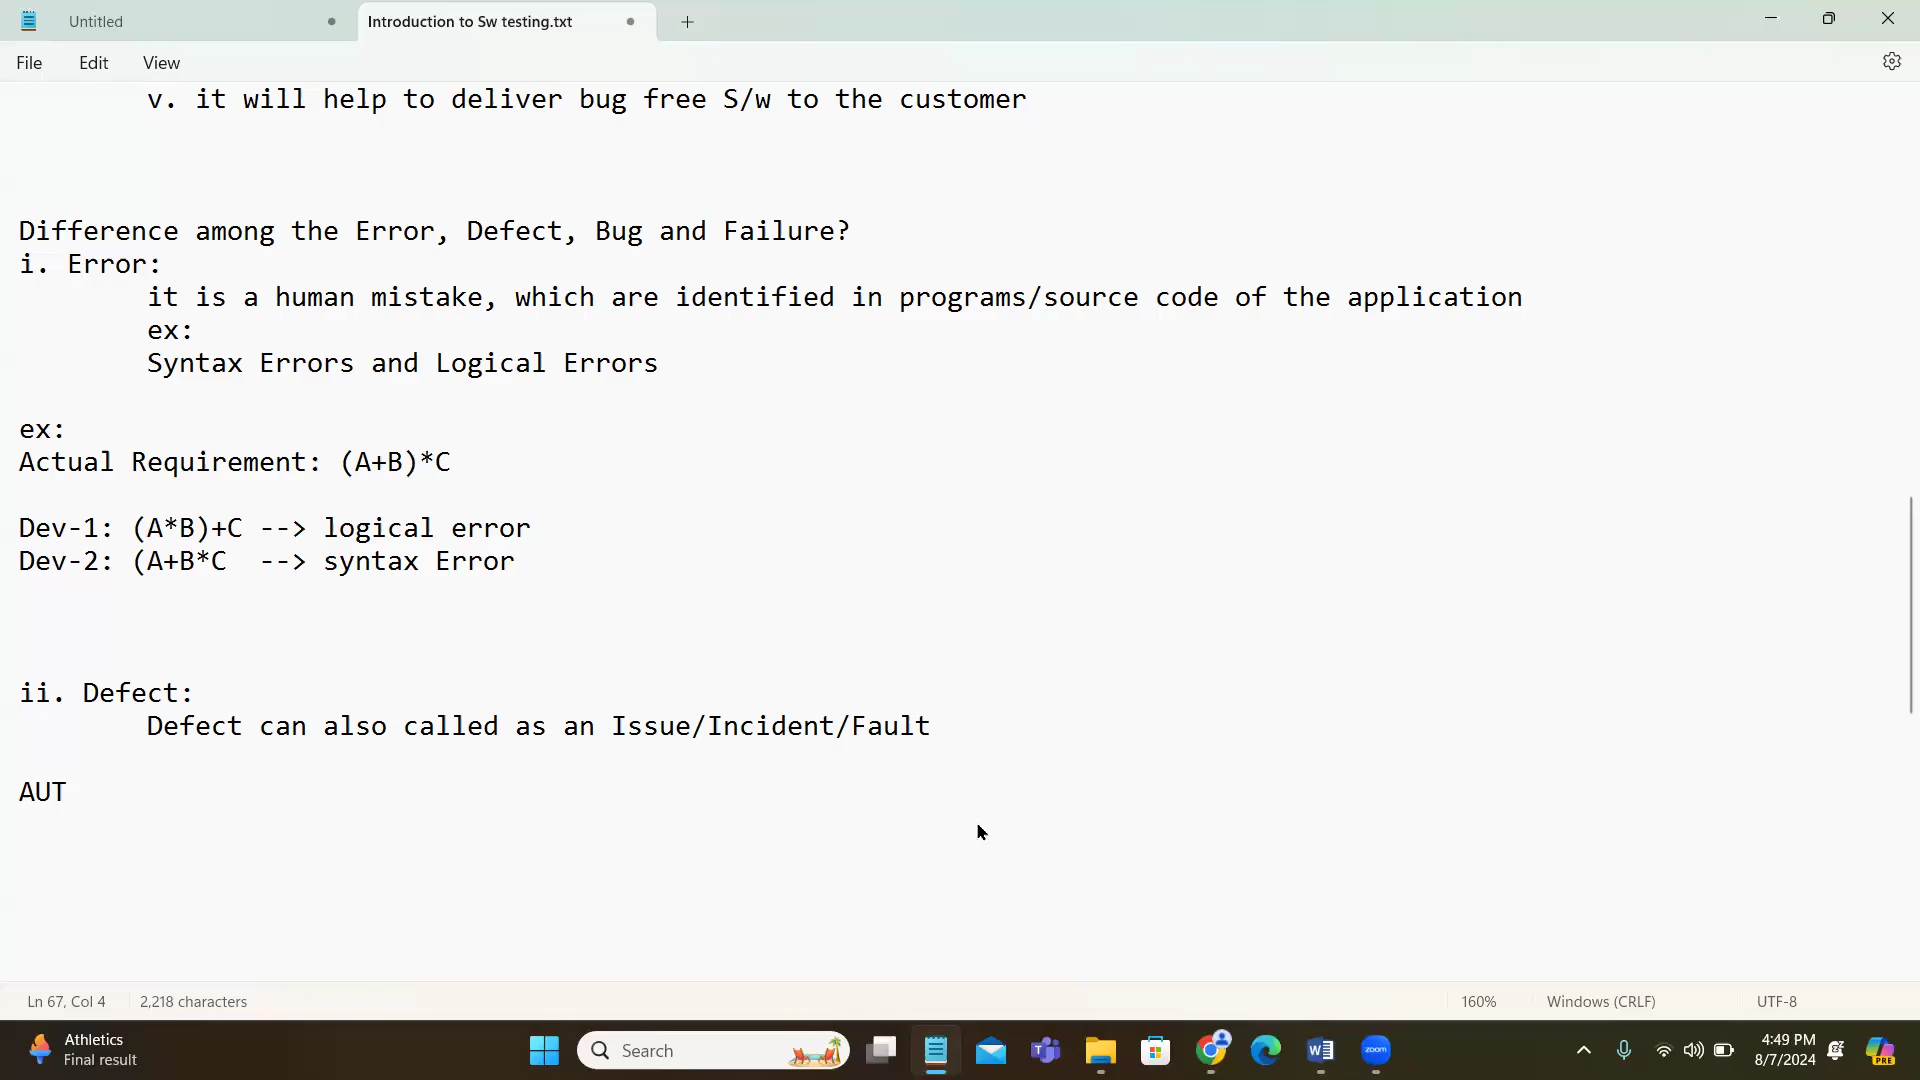 Untitled
Introduction to Sw testing.txt
File Edit View
v. it will help to deliver bug free S/w to the customer
Difference among the Error, Defect, Bug and Failure?
i. Error:
it is a human mistake, which are identified in programs/source code of the application
ex:
Syntax Errors and Logical Errors
ex:
Actual Requirement: (A+B)*C
Dev-1: (A*B)+C --> logical error
Dev-2: (A+B*C  --> syntax Error
ii. Defect:
Defect can also called as an Issue/Incident/Fault
AUT
Ln 67, Col 4 2,218 characters 160% Windows (CRLF) UTF-8
Athletics
Final result
Search
zoom
4:49 PM
8/7/2024
PRE